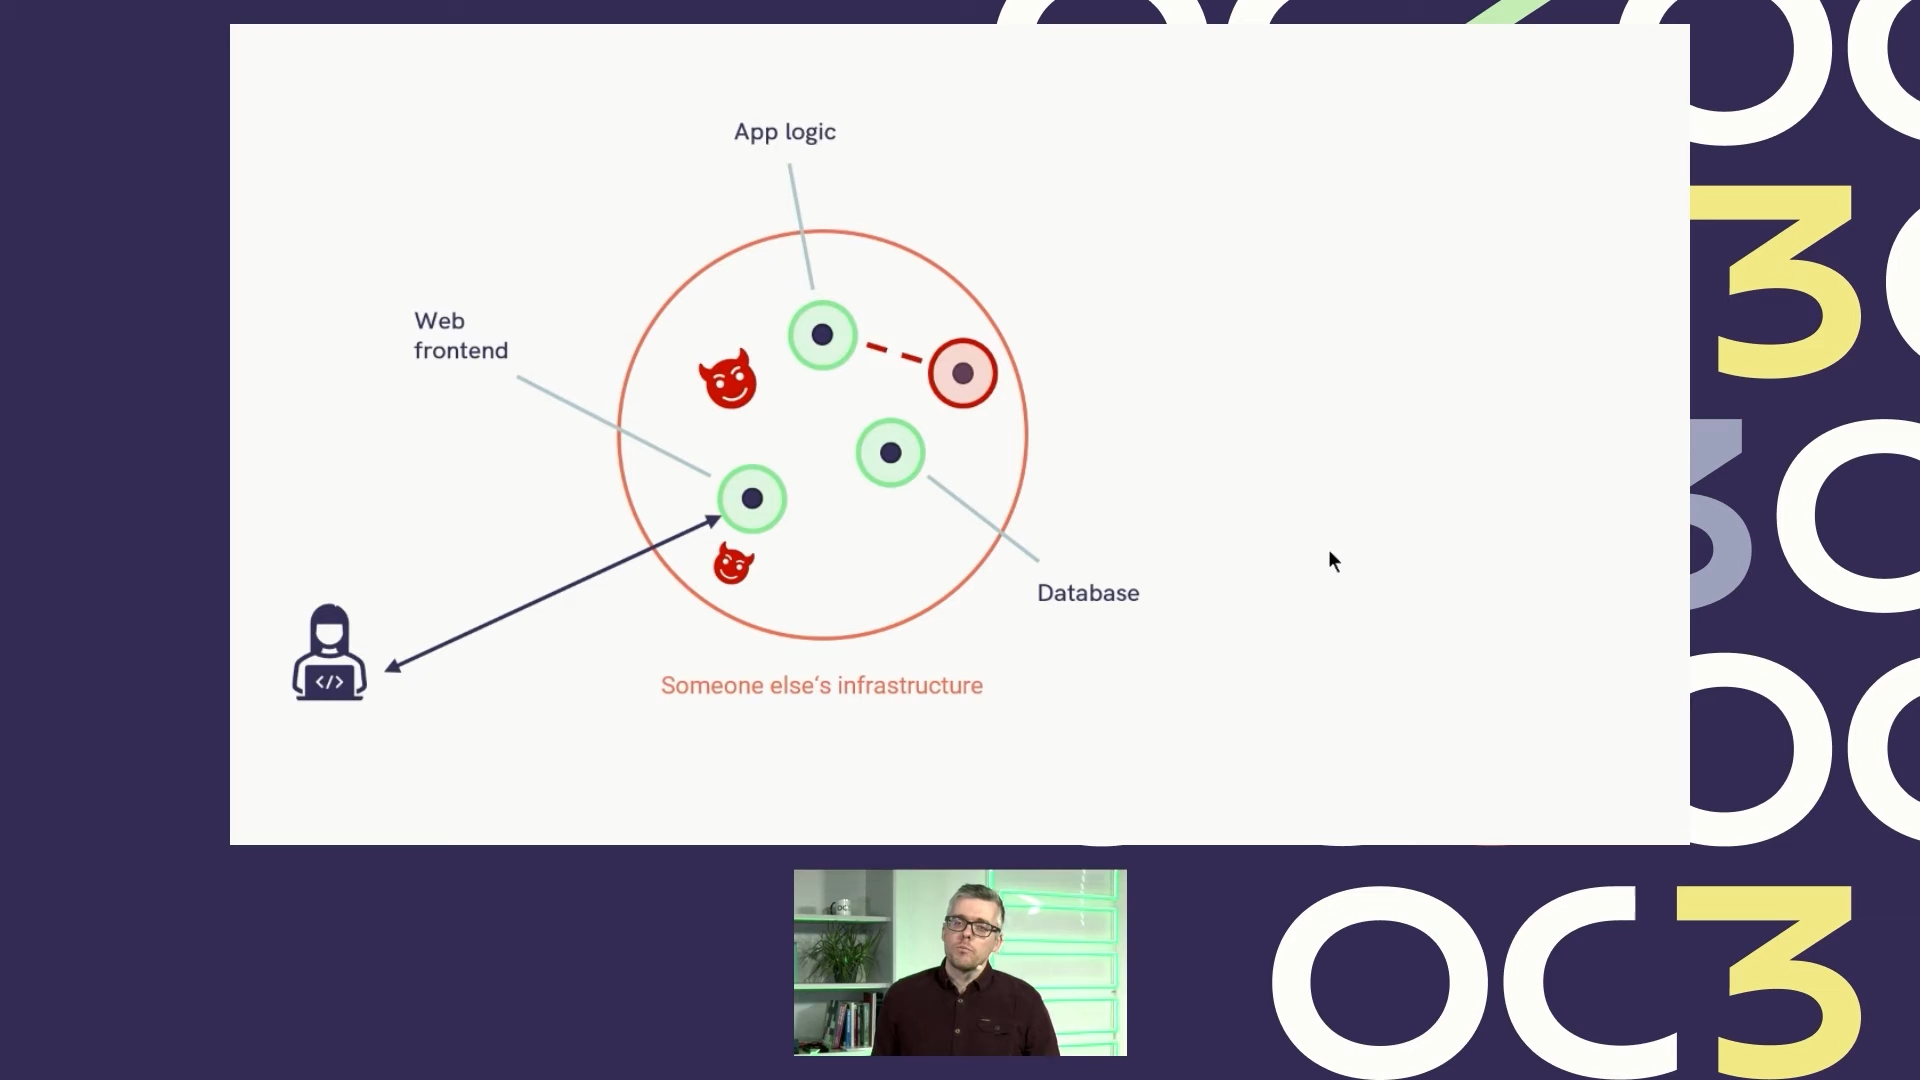 App logic
Web
frontend
Database
Someone else‘s infrastructure
</>
OC3